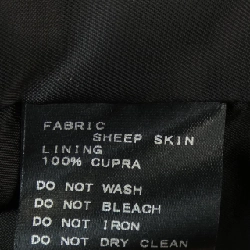 FABRIC
SHEEP SKIN
LINING
100% CUPRA
DO NOT WASH
DO NOT BLEACH
DO NOT IRON
DO NOT DRY CLEAN